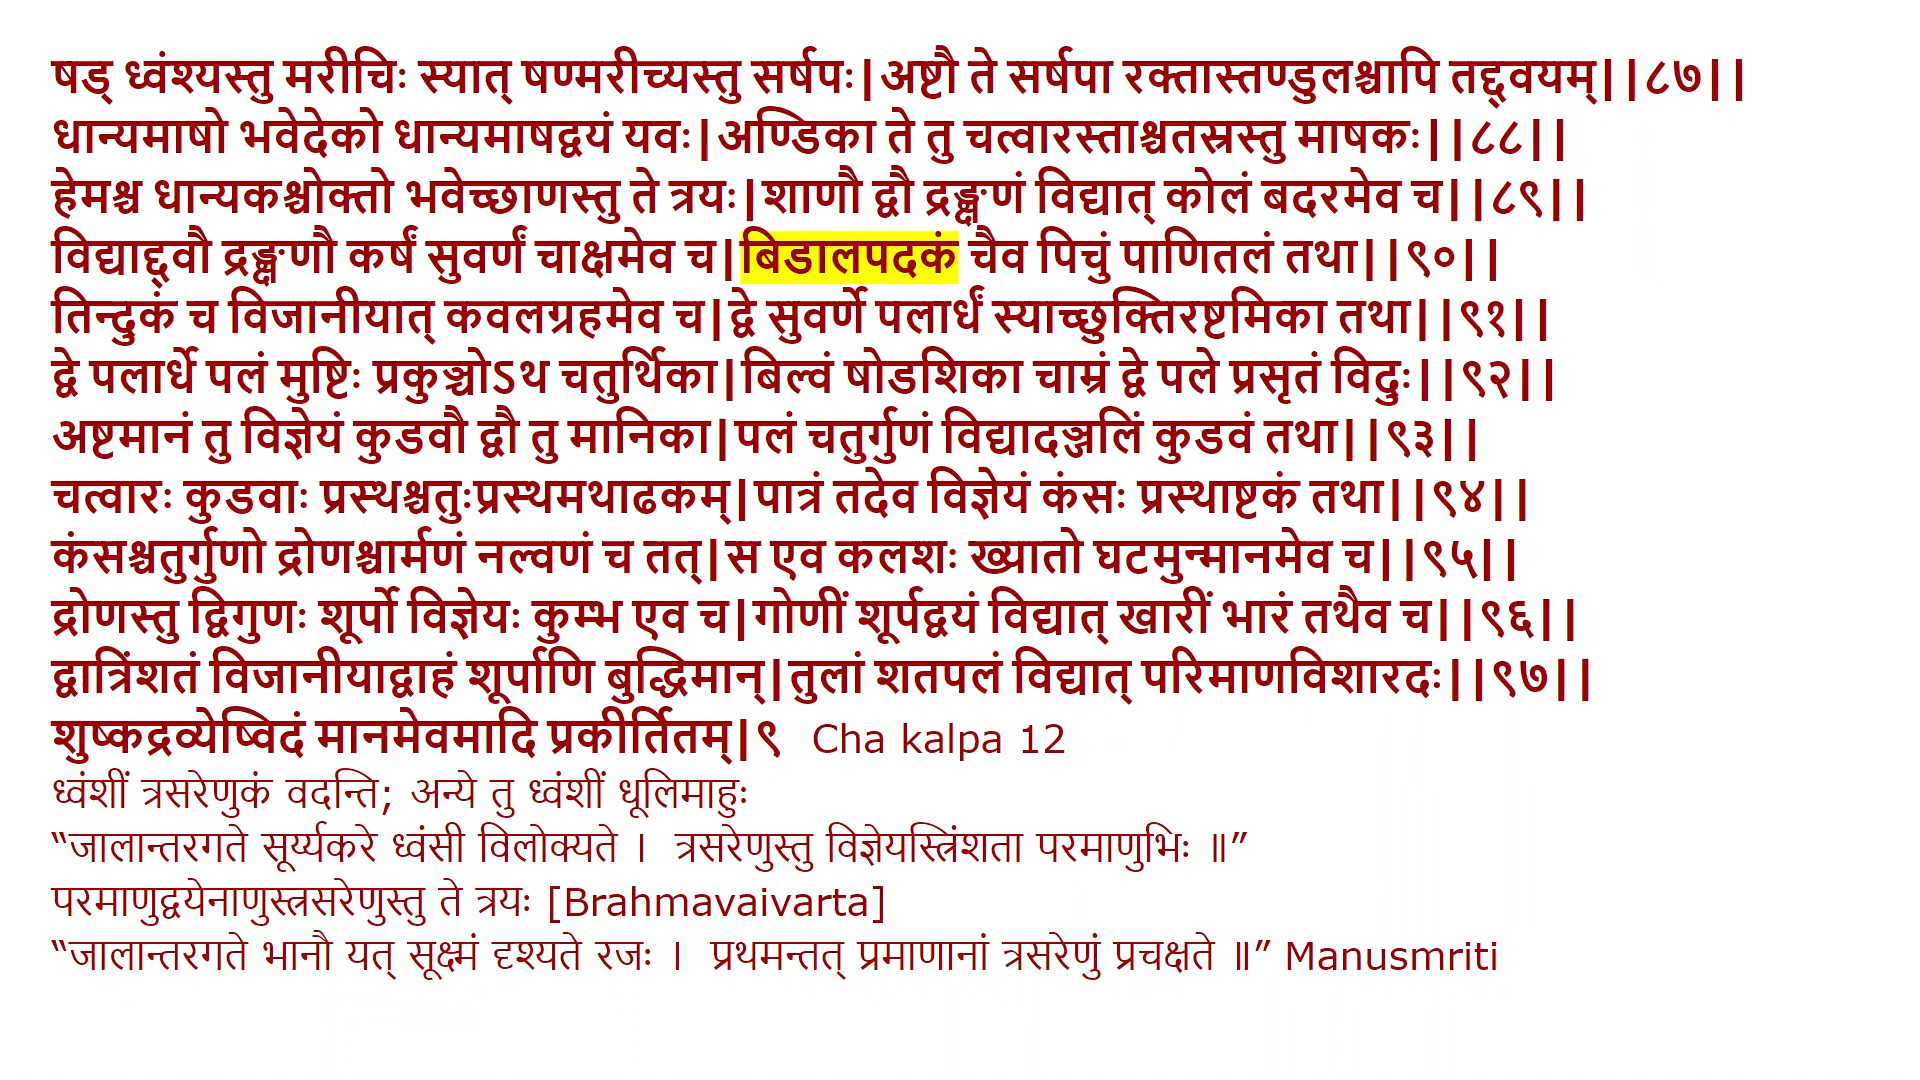 षड् ध्वंश्यस्तु मरीचिः स्यात् षण्मरीच्यस्तु सर्षपः|अष्टौ ते सर्षपा रक्तास्तण्डुलश्चापि तद्द्वयम्||८७||
धान्यमाषो भवेदेको धान्यमाषद्वयं यवः|अण्डिका ते तु चत्वारस्ताश्चतस्रस्तु माषकः||८८||
हेमश्च धान्यकश्चोक्तो भवेच्छाणस्तु ते त्रयः|शाणौ द्वौ द्रङ्क्षणं विद्यात् कोलं बदरमेव च||८९||
विद्याद्द्वौ द्रङ्क्षणौ कर्षं सुवर्णं चाक्षमेव च|बिडालपदकं चैव पिचुं पाणितलं तथा||९०||
तिन्दुकं च विजानीयात् कवलग्रहमेव च|द्वे सुवर्णे पलार्धं स्याच्छुक्तिरष्टमिका तथा||९१||
द्वे पलार्धे पलं मुष्टिः प्रकुञ्चोऽथ चतुर्थिका|बिल्वं षोडशिका चाम्रं द्वे पले प्रसृतं विदुः||९२||
अष्टमानं तु विज्ञेयं कुडवौ द्वौ तु मानिका|पलं चतुर्गुणं विद्यादञ्जलिं कुडवं तथा||९३||
चत्वारः कुडवाः प्रस्थश्चतुःप्रस्थमथाढकम्|पात्रं तदेव विज्ञेयं कंसः प्रस्थाष्टकं तथा||९४||
कंसश्चतुर्गुणो द्रोणश्चार्मणं नल्वणं च तत्|स एव कलशः ख्यातो घटमुन्मानमेव च||९५||
द्रोणस्तु द्विगुणः शूर्पो विज्ञेयः कुम्भ एव च|गोणीं शूर्पद्वयं विद्यात् खारीं भारं तथैव च||९६||
द्वात्रिंशतं विजानीयाद्वाहं शूर्पाणि बुद्धिमान्|तुलां शतपलं विद्यात् परिमाणविशारदः||९७||
शुष्कद्रव्येष्विदं मानमेवमादि प्रकीर्तितम्|९ Cha kalpa 12
ध्वंशीं त्रसरेणुकं वदन्ति; अन्ये तु ध्वंशीं धूलिमाहुः
“जालान्तरगते सूर्य्यकरे ध्वंसी विलोक्यते । त्रसरेणुस्तु विज्ञेयस्त्रिंशता परमाणुभिः ॥”
परमाणुद्वयेनाणुस्त्रसरेणुस्तु ते त्रयः [Brahmavaivarta]
“जालान्तरगते भानौ यत् सूक्ष्मं दृश्यते रजः । प्रथमन्तत् प्रमाणानां त्रसरेणुं प्रचक्षते ॥” Manusmriti